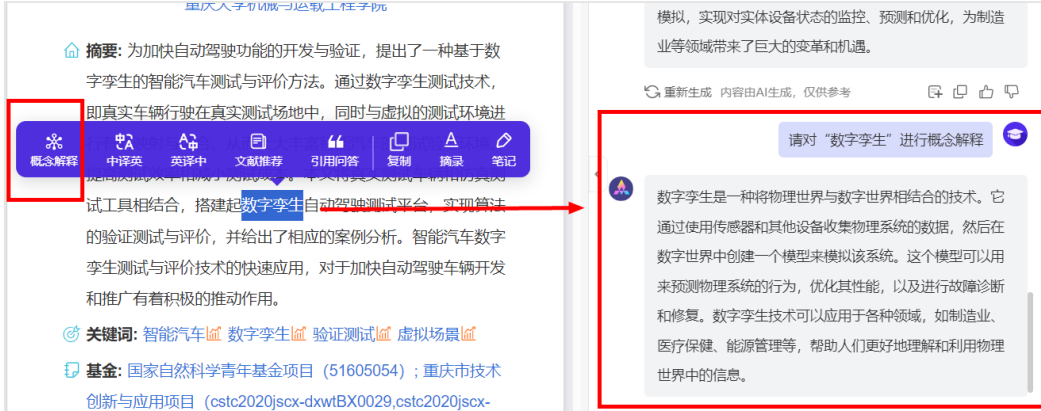 重庆大学机械与运载工程学院
摘要: 为加快自动驾驶功能的开发与验证，提出了一种基于数
字孪生的智能汽车测试与评价方法。通过数字孪生测试技术，
即真实车辆行驶在真实测试场地中，同时与虚拟的测试环境进
概念解释 中译英 英译中 文献推荐 引用问答 复制 摘录 笔记
试工具相结合，搭建起数字孪生自动驾驶测试平台，实现算法
的验证测试与评价，并给出了相应的案例分析。智能汽车数字
孪生测试与评价技术的快速应用，对于加快自动驾驶车辆开发
和推广有着积极的推动作用。
关键词: 智能汽车 数字孪生 验证测试 虚拟场景
基金: 国家自然科学青年基金项目（51605054）; 重庆市技术
创新与应用项目（cstc2020jscx-dxwtBX0029,cstc2020jscx-
模拟，实现对实体设备状态的监控、预测和优化，为制造
业等领域带来了巨大的变革和机遇。
重新生成 内容由AI生成，仅供参考
请对“数字孪生”进行概念解释
数字孪生是一种将物理世界与数字世界相结合的技术。它
通过使用传感器和其他设备收集物理系统的数据，然后在
数字世界中创建一个模型来模拟该系统。这个模型可以用
来预测物理系统的行为，优化其性能，以及进行故障诊断
和修复。数字孪生技术可以应用于各种领域，如制造业、
医疗保健、能源管理等，帮助人们更好地理解和利用物理
世界中的信息。